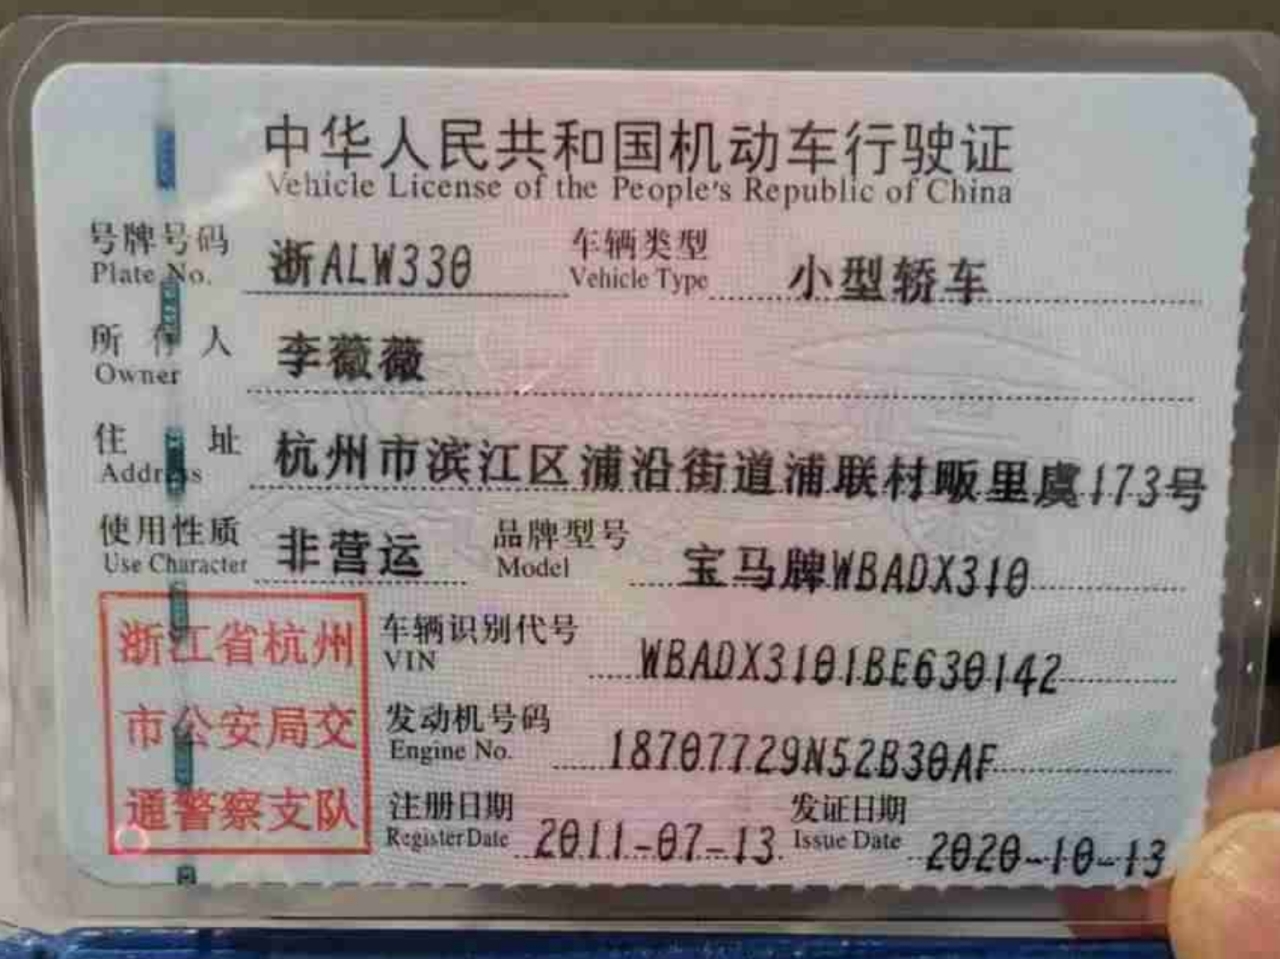 中华人民共和国机动车行驶证
Vehicle License of the People's Republic of China
号牌号码 浙ALW330 车辆类型 小型轿车
Plate No. Vehicle Type
所有人 李薇薇
Owner
住址 杭州市滨江区浦沿街道浦联村畈里虞173号
Address
使用性质 非营运 品牌型号 宝马牌WBADX310
Use Character Model
浙江省杭州
市公安局交
通警察支队
车辆识别代号 WBADX3101BE630142
VIN
发动机号码 18707729N52B30AF
Engine No.
注册日期 2011-07-13 发证日期 2020-10-13
Register Date Issue Date